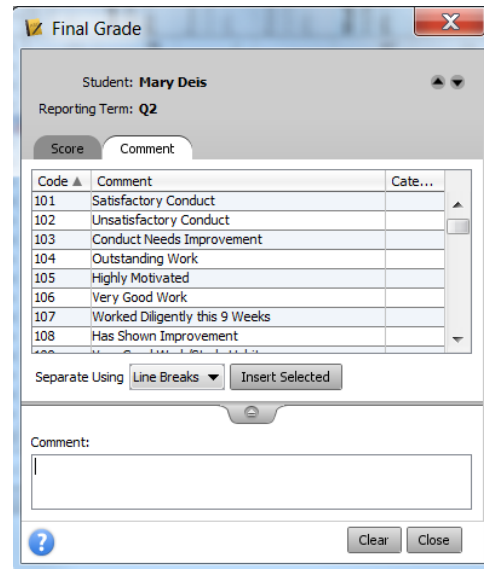 Final Grade
X
Student: Mary Deis
Reporting Term: Q2
Score Comment
Code Comment Cate...
101 Satisfactory Conduct
102 Unsatisfactory Conduct
103 Conduct Needs Improvement
104 Outstanding Work
105 Highly Motivated
106 Very Good Work
107 Worked Diligently this 9 Weeks
108 Has Shown Improvement
Separate Using Line Breaks Insert Selected
Comment:
? Clear Close